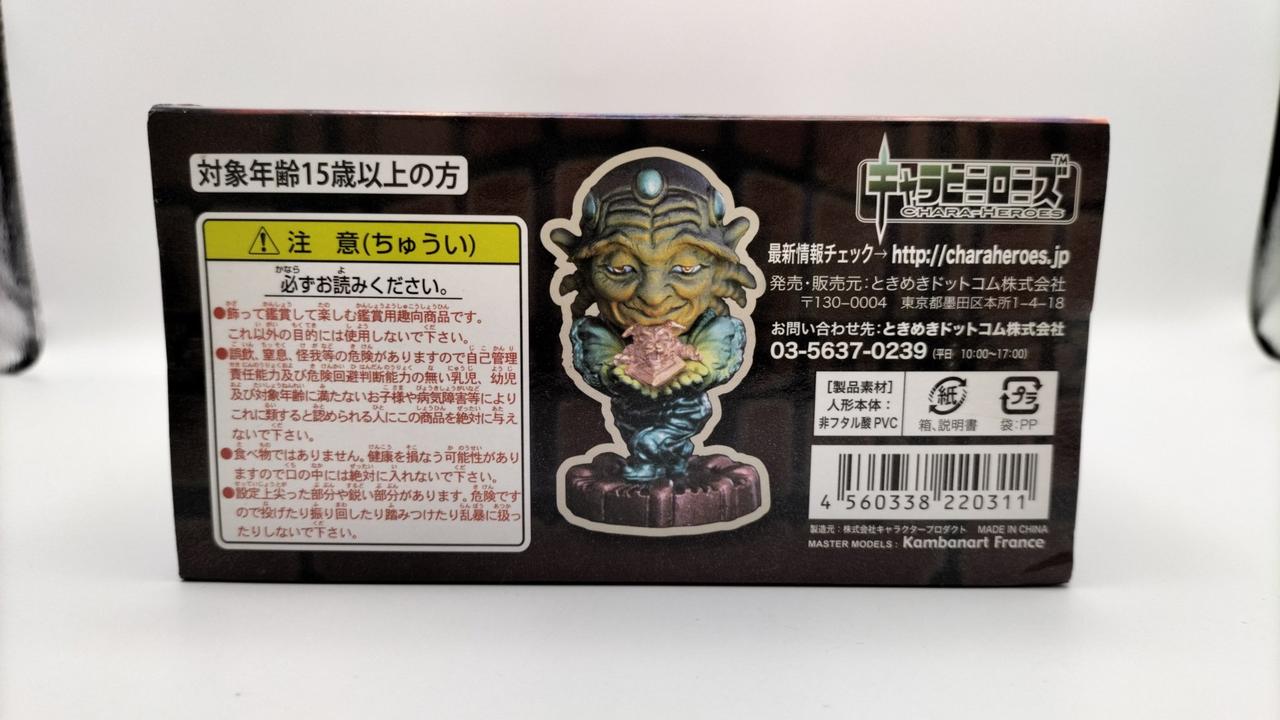 対象年齢15歳以上の方
注 意(ちゅうい)
必ずお読みください。
●飾って鑑賞して楽しむ鑑賞用趣向商品です。
これ以外の目的には使用しないで下さい。
●誤飲、窒息、怪我等の危険がありますので自己管理
責任能力及び危険回避判断能力の無い乳児、幼児
及び対象年齢に満たないお子様や病気障害等により
これに類すると認められる人にこの商品を絶対に与え
ないで下さい。
●食べ物ではありません。健康を損なう可能性があり
ますので口の中には絶対に入れないで下さい。
●設定上尖った部分や鋭い部分があります。危険です
ので投げたり振り回したり踏みつけたり乱暴に扱っ
たりしないで下さい。
キャラヒーローズ TM
CHARA-HEROES
最新情報チェック→ http://charaheroes.jp
発売・販売元：ときめきドットコム株式会社
〒130-0004 東京都墨田区本所1-4-18
お問い合わせ先：ときめきドットコム株式会社
03-5637-0239 (平日 10:00〜17:00)
［製品素材］
人形本体：
非フタル酸PVC
紙
箱、説明書
プラ
袋：PP
4 560338 220311
製造元：株式会社キャラクタープロダクト MADE IN CHINA
MASTER MODELS : Kambanart France